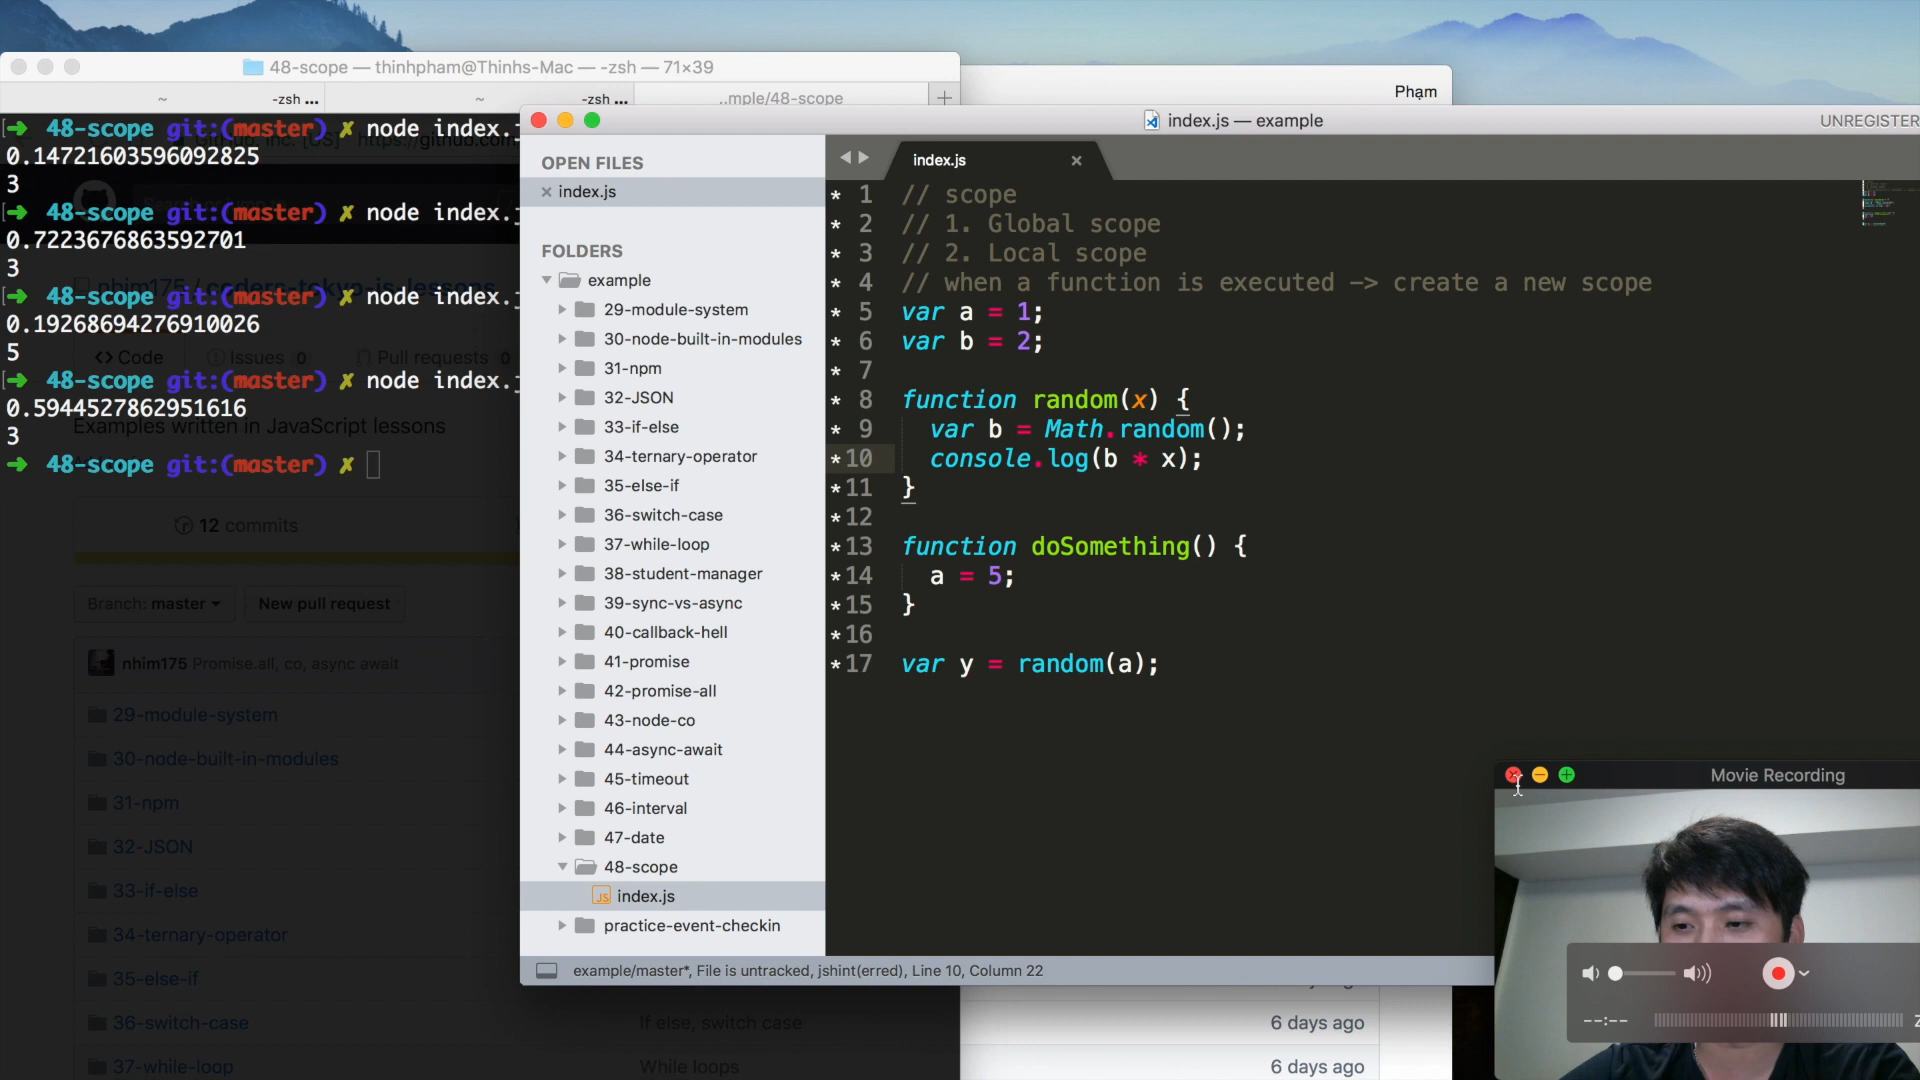 48-scope — thinhpham@Thinhs-Mac — -zsh — 71×39
~ -zsh ... ~ -zsh ... ..mple/48-scope
➜ 48-scope git:(master) ✗ node index.j
0.14721603596092825
3
➜ 48-scope git:(master) ✗ node index.j
0.7223676863592701
3
➜ 48-scope git:(master) ✗ node index.j
0.19268694276910026
5
➜ 48-scope git:(master) ✗ node index.j
0.5944527862951616
3
➜ 48-scope git:(master) ✗
nhim175 / coders-tokyo-js-lessons
<> Code Issues 0 Pull requests 0
Examples written in JavaScript lessons
12 commits
Branch: master New pull request
nhim175 Promise.all, co, async await
29-module-system
30-node-built-in-modules
31-npm
32-JSON
33-if-else
34-ternary-operator
35-else-if
36-switch-case If else, switch case 6 days ago
37-while-loop While loops 6 days ago
Phạm
index.js — example
UNREGISTER
OPEN FILES
× index.js
FOLDERS
example
29-module-system
30-node-built-in-modules
31-npm
32-JSON
33-if-else
34-ternary-operator
35-else-if
36-switch-case
37-while-loop
38-student-manager
39-sync-vs-async
40-callback-hell
41-promise
42-promise-all
43-node-co
44-async-await
45-timeout
46-interval
47-date
48-scope
JS index.js
practice-event-checkin
index.js ×
* 1 // scope
* 2 // 1. Global scope
* 3 // 2. Local scope
* 4 // when a function is executed -> create a new scope
* 5 var a = 1;
* 6 var b = 2;
* 7
* 8 function random(x) {
* 9 var b = Math.random();
*10 console.log(b * x);
*11 }
*12
*13 function doSomething() {
*14 a = 5;
*15 }
*16
*17 var y = random(a);
example/master*, File is untracked, jshint(erred), Line 10, Column 22
Movie Recording
--:--